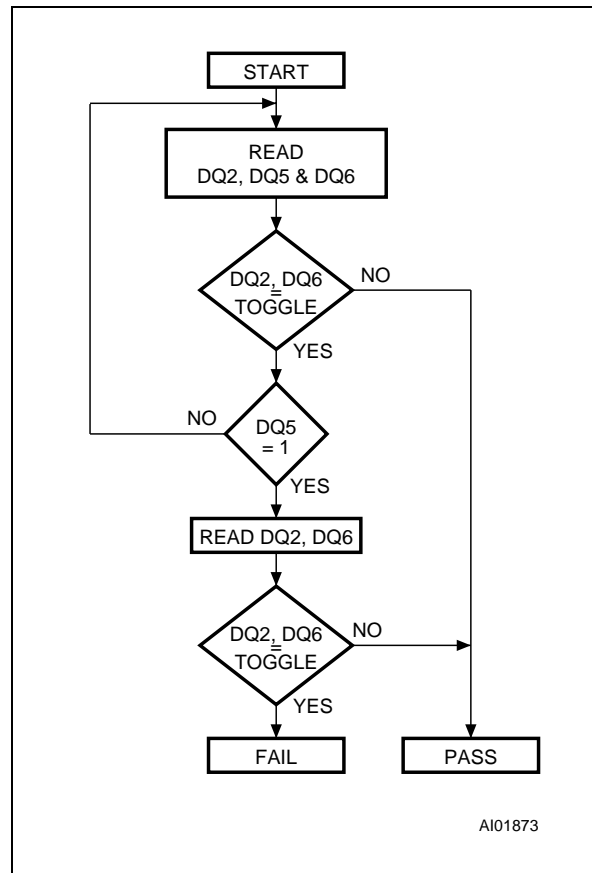 START
READ
DQ2, DQ5 & DQ6
DQ2, DQ6
=
TOGGLE
NO
YES
NO
DQ5
= 1
YES
READ DQ2, DQ6
DQ2, DQ6
=
TOGGLE
NO
YES
FAIL
PASS
AI01873